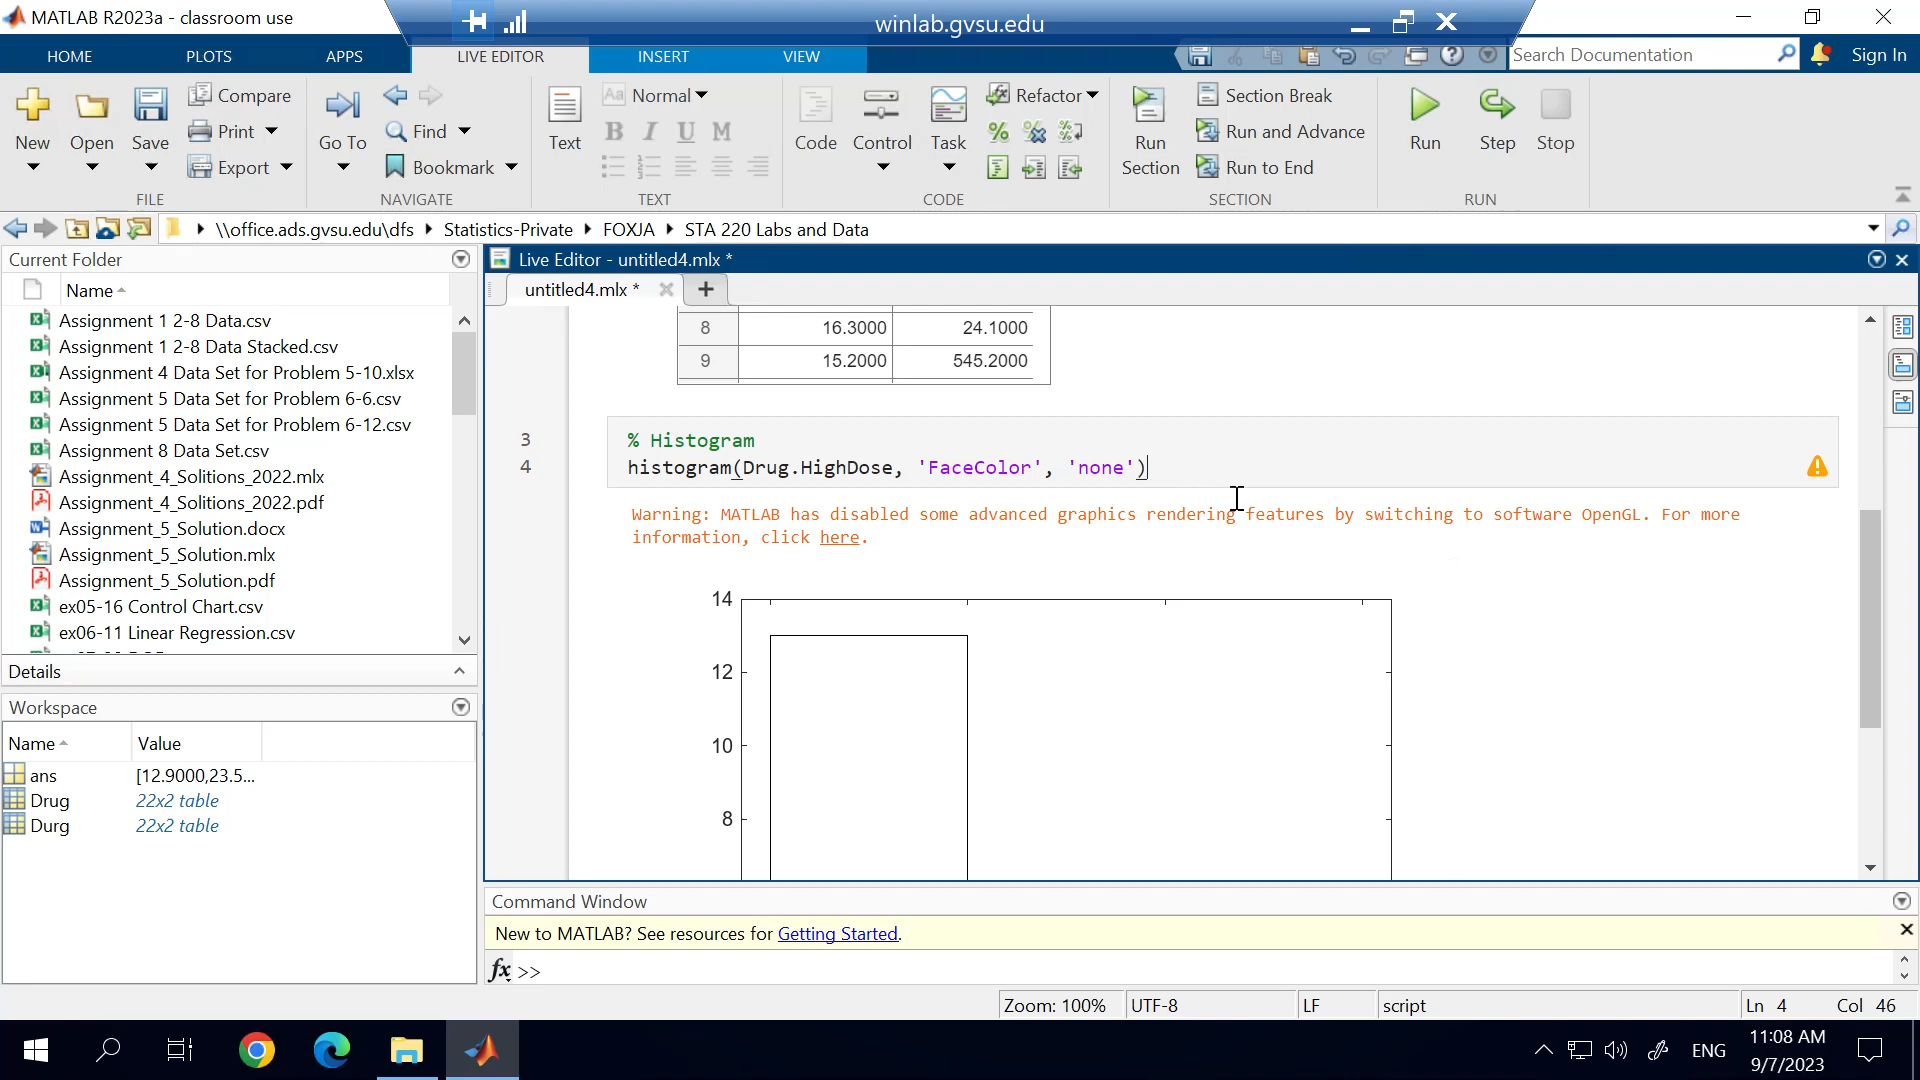 MATLAB R2023a - classroom use
winlab.gvsu.edu
HOME PLOTS APPS LIVE EDITOR INSERT VIEW
Search Documentation
Sign In
New
Open
Save
Compare
Print
Export
FILE
Go To
Find
Bookmark
NAVIGATE
Text
Aa Normal
B I U M
TEXT
Code
Control
Task
Refactor
CODE
Run
Section
Section Break
Run and Advance
Run to End
SECTION
Run
Step
Stop
RUN
\\office.ads.gvsu.edu\dfs Statistics-Private FOXJA STA 220 Labs and Data
Current Folder
Name
Assignment 1 2-8 Data.csv
Assignment 1 2-8 Data Stacked.csv
Assignment 4 Data Set for Problem 5-10.xlsx
Assignment 5 Data Set for Problem 6-6.csv
Assignment 5 Data Set for Problem 6-12.csv
Assignment 8 Data Set.csv
Assignment_4_Solitions_2022.mlx
Assignment_4_Solitions_2022.pdf
Assignment_5_Solution.docx
Assignment_5_Solution.mlx
Assignment_5_Solution.pdf
ex05-16 Control Chart.csv
ex06-11 Linear Regression.csv
Details
Workspace
Name Value
ans [12.9000,23.5...
Drug 22x2 table
Durg 22x2 table
Live Editor - untitled4.mlx *
untitled4.mlx *
8 16.3000 24.1000
9 15.2000 545.2000
3 % Histogram
4 histogram(Drug.HighDose, 'FaceColor', 'none')
Warning: MATLAB has disabled some advanced graphics rendering features by switching to software OpenGL. For more
information, click here.
14
12
10
8
Command Window
New to MATLAB? See resources for Getting Started.
fx >>
Zoom: 100% UTF-8 LF script Ln 4 Col 46
ENG
11:08 AM
9/7/2023